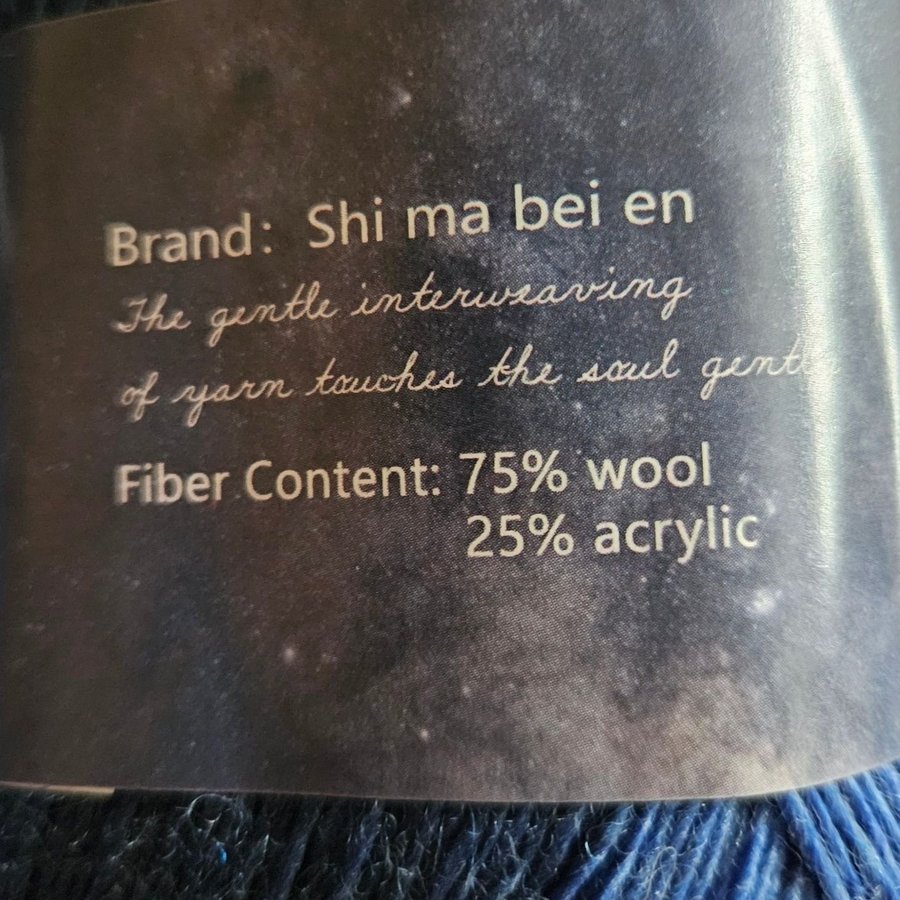 Brand: Shi ma bei en
The gentle interweaving
of yarn touches the soul gently
Fiber Content: 75% wool
25% acrylic